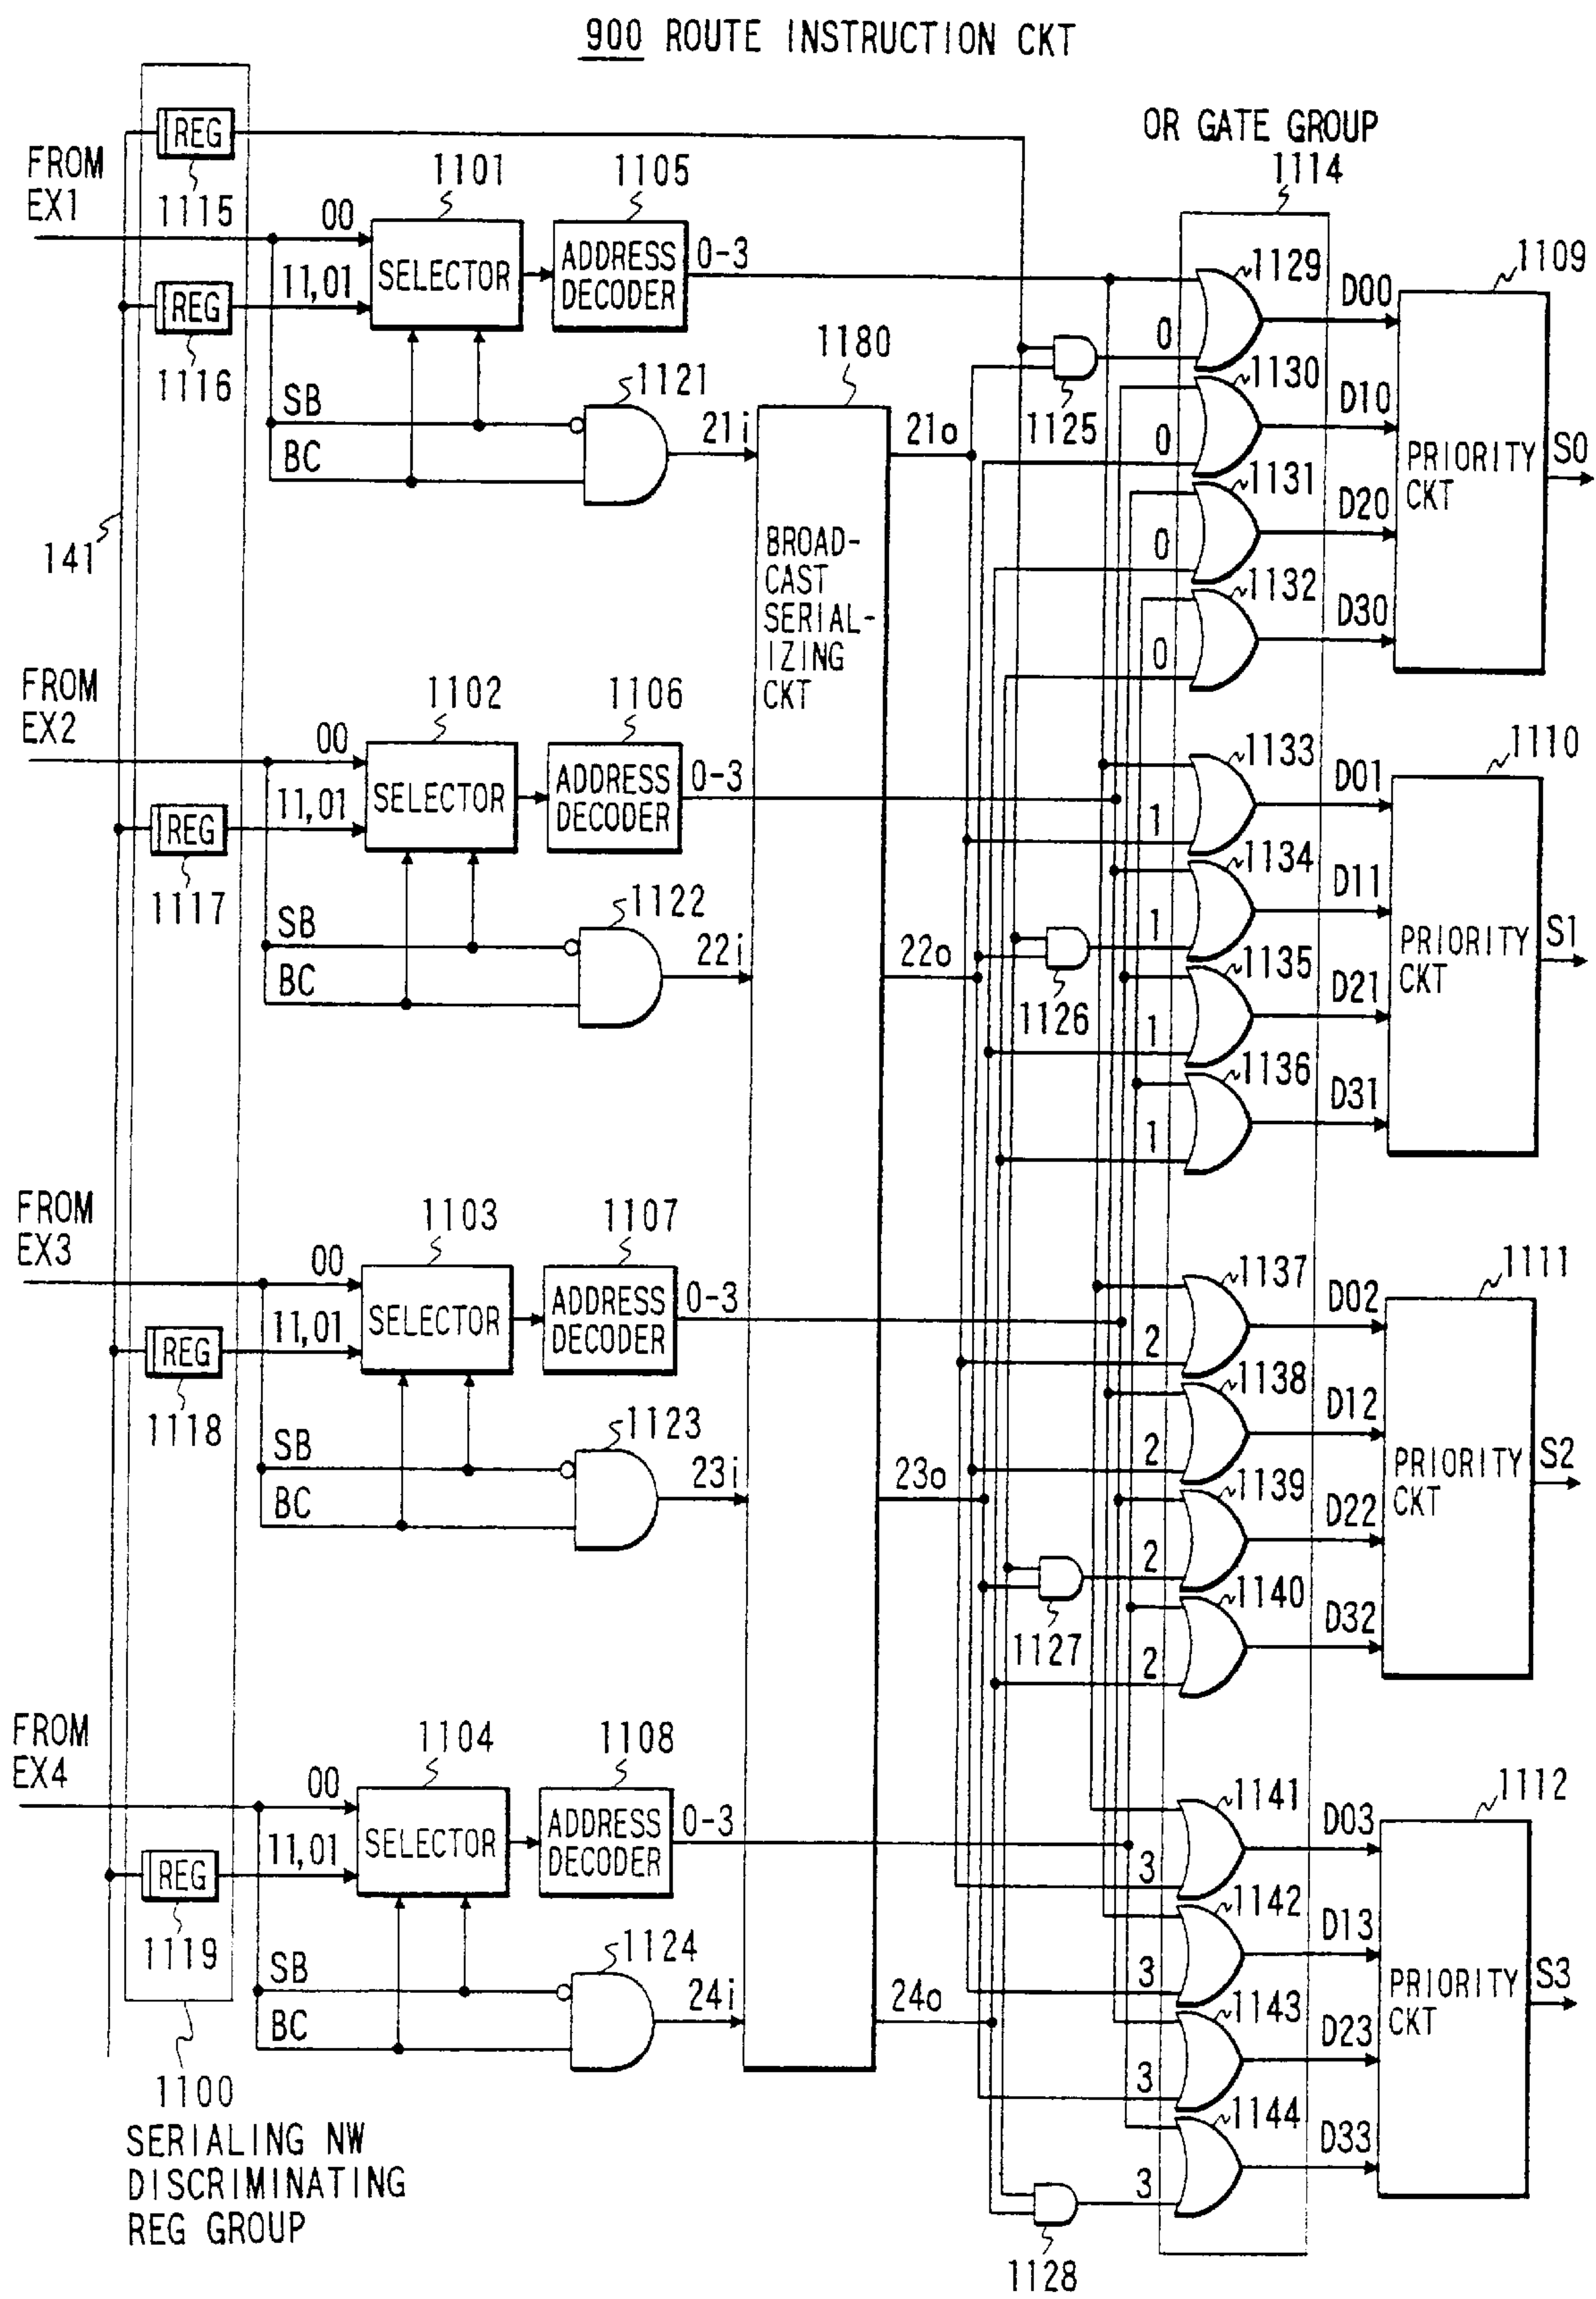 900 ROUTE INSTRUCTION CKT
OR GATE GROUP
1114
REG
1115
FROM
EX1
00
1101
SELECTOR
1105
ADDRESS
DECODER
0-3
REG
11,01
1116
SB
BC
1121
21i
1180
BROAD-
CAST
SERIAL-
IZING
CKT
21o
1125
0
1129
D00
0
1130
D10
0
1131
D20
0
1132
D30
1109
PRIORITY
CKT
S0
141
FROM
EX2
00
1102
SELECTOR
1106
ADDRESS
DECODER
0-3
REG
11,01
1117
SB
BC
1122
22i
22o
1126
1
1133
D01
1
1134
D11
1
1135
D21
1
1136
D31
1110
PRIORITY
CKT
S1
FROM
EX3
00
1103
SELECTOR
1107
ADDRESS
DECODER
0-3
REG
11,01
1118
SB
BC
1123
23i
23o
1127
2
1137
D02
2
1138
D12
2
1139
D22
2
1140
D32
1111
PRIORITY
CKT
S2
FROM
EX4
00
1104
SELECTOR
1108
ADDRESS
DECODER
0-3
REG
11,01
1119
SB
BC
1124
24i
24o
1128
3
1141
D03
3
1142
D13
3
1143
D23
3
1144
D33
1112
PRIORITY
CKT
S3
1100
SERIALING NW
DISCRIMINATING
REG GROUP